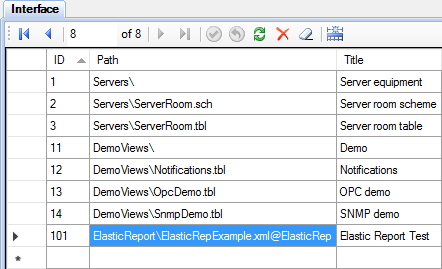 Interface
8 of 8
ID Path Title
1 Servers\ Server equipment
2 Servers\ServerRoom.sch Server room scheme
3 Servers\ServerRoom.tbl Server room table
11 DemoViews\ Demo
12 DemoViews\Notifications.tbl Notifications
13 DemoViews\OpcDemo.tbl OPC demo
14 DemoViews\SnmpDemo.tbl SNMP demo
101 ElasticReport\ElasticRepExample.xml@ElasticRep Elastic Report Test